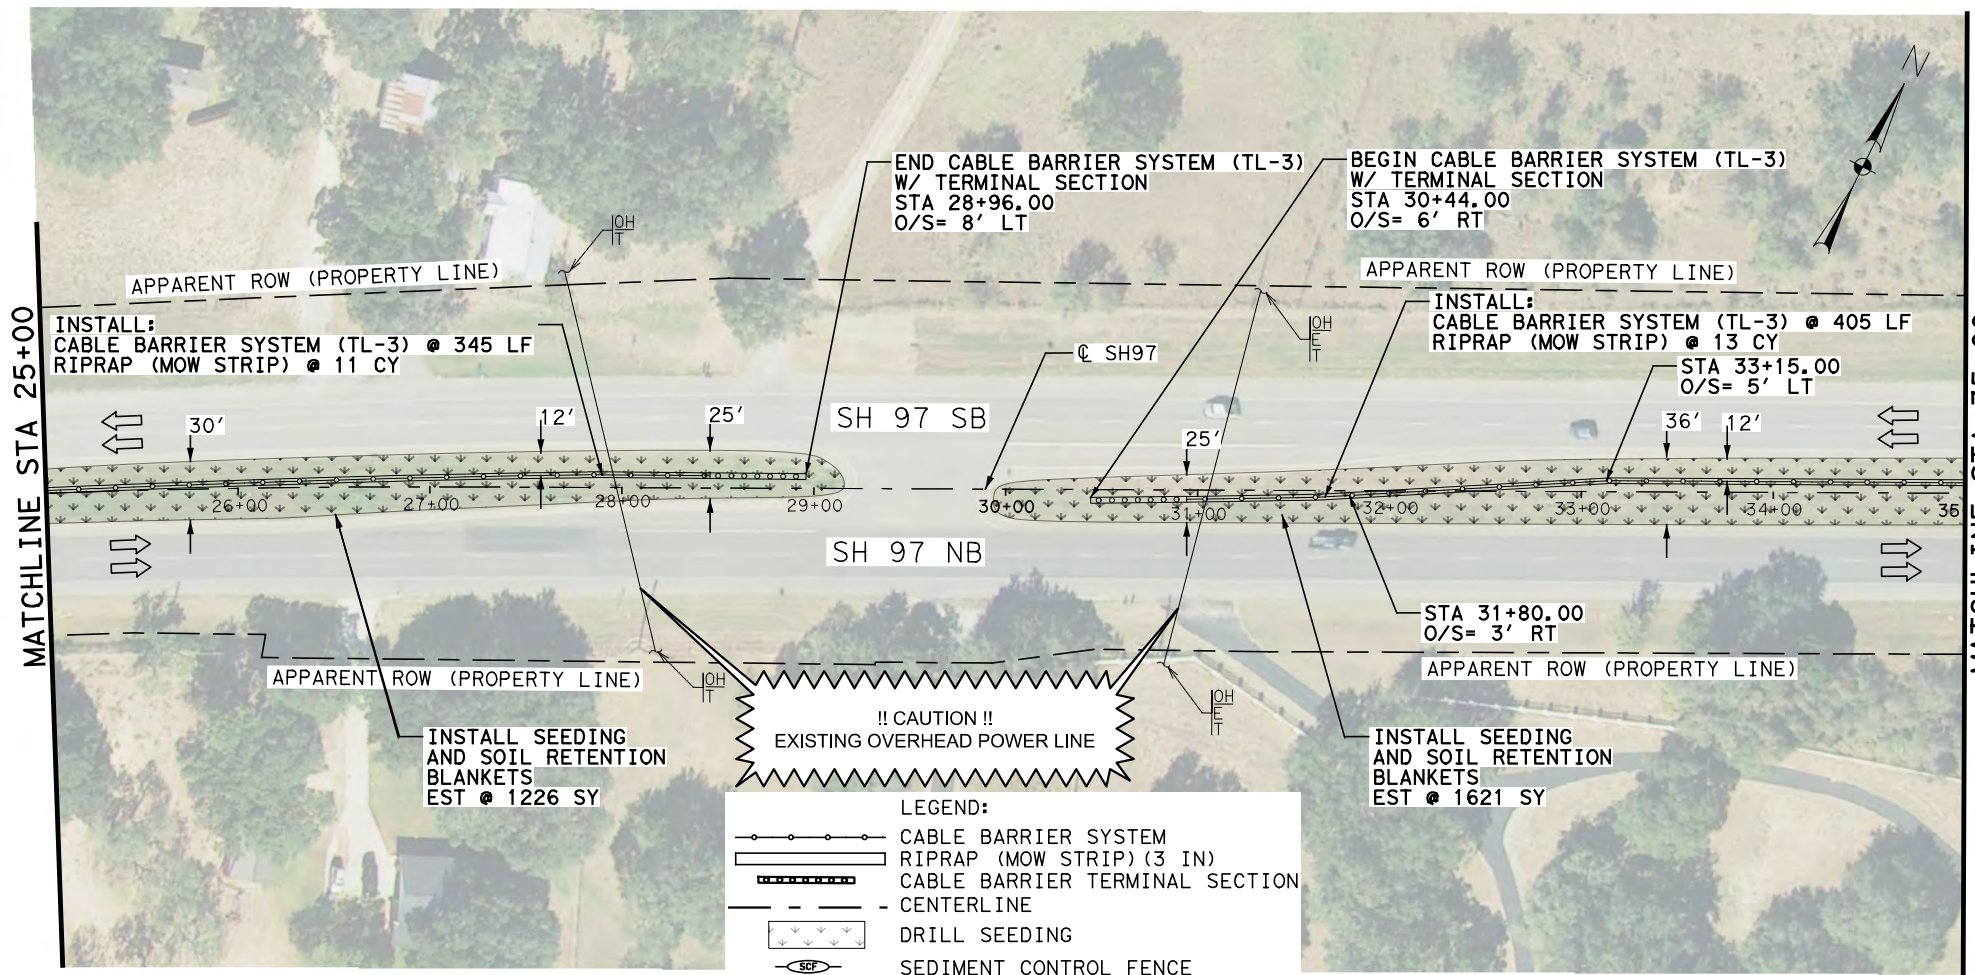 N
END CABLE BARRIER SYSTEM (TL-3)
W/ TERMINAL SECTION
STA 28+96.00
O/S= 8' LT
BEGIN CABLE BARRIER SYSTEM (TL-3)
W/ TERMINAL SECTION
STA 30+44.00
O/S= 6' RT
OH
T
APPARENT ROW (PROPERTY LINE)
APPARENT ROW (PROPERTY LINE)
INSTALL:
CABLE BARRIER SYSTEM (TL-3) @ 345 LF
RIPRAP (MOW STRIP) @ 11 CY
INSTALL:
CABLE BARRIER SYSTEM (TL-3) @ 405 LF
RIPRAP (MOW STRIP) @ 13 CY
OH
E
T
℄ SH97
STA 33+15.00
O/S= 5' LT
MATCHLINE STA 25+00
30'
12'
25'
SH 97 SB
25'
36'
12'
26+00
27+00
28+00
29+00
30+00
31+00
32+00
33+00
34+00
35
SH 97 NB
STA 31+80.00
O/S= 3' RT
APPARENT ROW (PROPERTY LINE)
APPARENT ROW (PROPERTY LINE)
OH
T
OH
E
T
!! CAUTION !!
EXISTING OVERHEAD POWER LINE
INSTALL SEEDING
AND SOIL RETENTION
BLANKETS
EST @ 1226 SY
INSTALL SEEDING
AND SOIL RETENTION
BLANKETS
EST @ 1621 SY
LEGEND:
CABLE BARRIER SYSTEM
RIPRAP (MOW STRIP)(3 IN)
CABLE BARRIER TERMINAL SECTION
CENTERLINE
DRILL SEEDING
SCF
SEDIMENT CONTROL FENCE